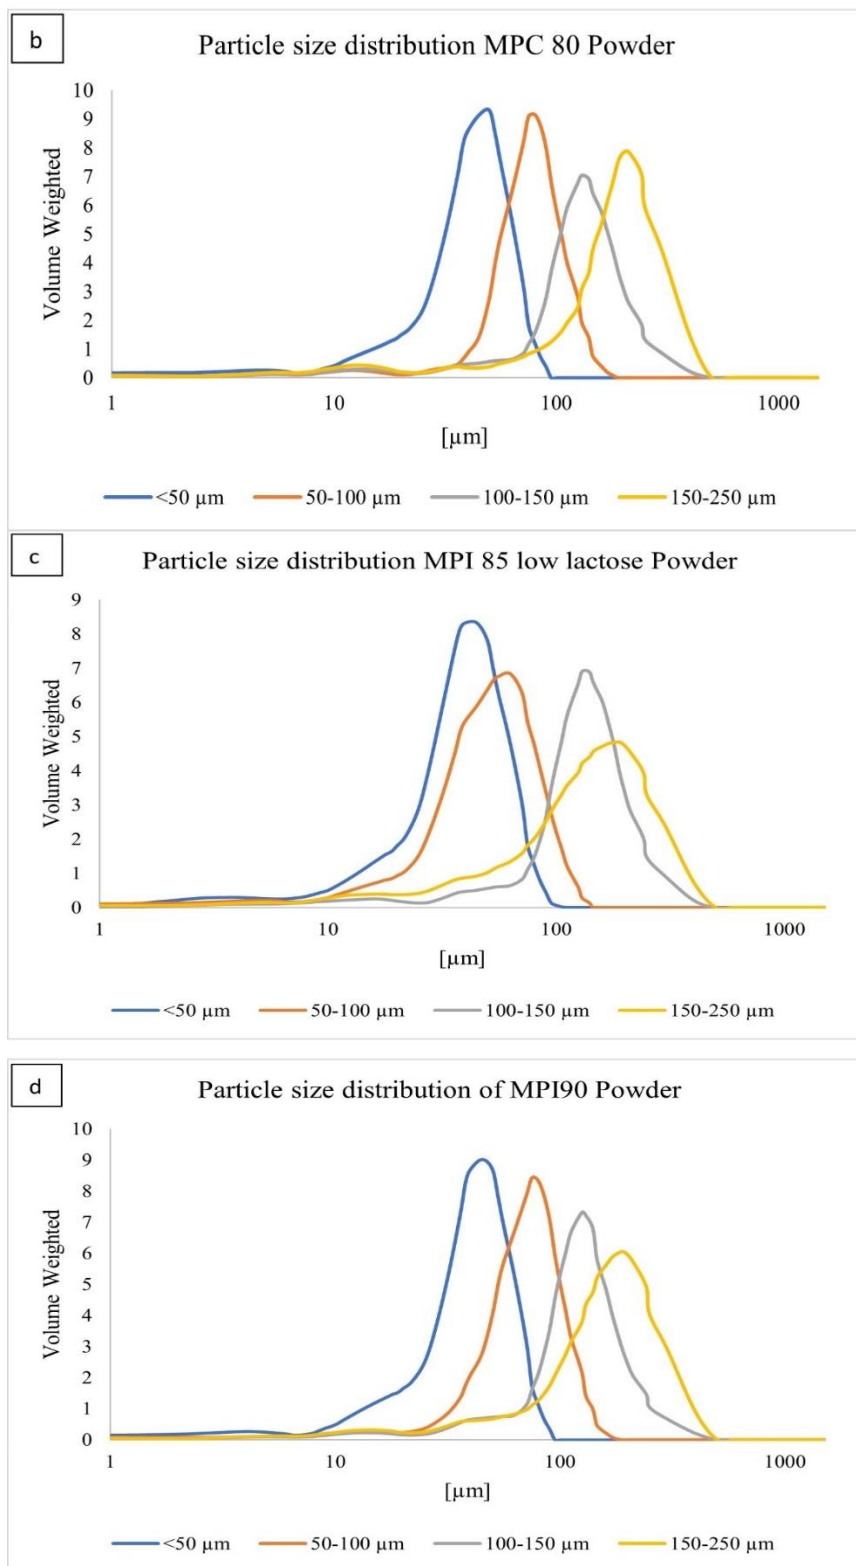 b
Particle size distribution MPC 80 Powder
10
9
8
7
6
5
4
3
2
1
0
Volume Weighted
1 10 100 1000
[µm]
<50 µm 50-100 µm 100-150 µm 150-250 µm
c
Particle size distribution MPI 85 low lactose Powder
9
8
7
6
5
4
3
2
1
0
Volume Weighted
1 10 100 1000
[µm]
<50 µm 50-100 µm 100-150 µm 150-250 µm
d
Particle size distribution of MPI90 Powder
10
9
8
7
6
5
4
3
2
1
0
Volume Weighted
1 10 100 1000
[µm]
<50 µm 50-100 µm 100-150 µm 150-250 µm